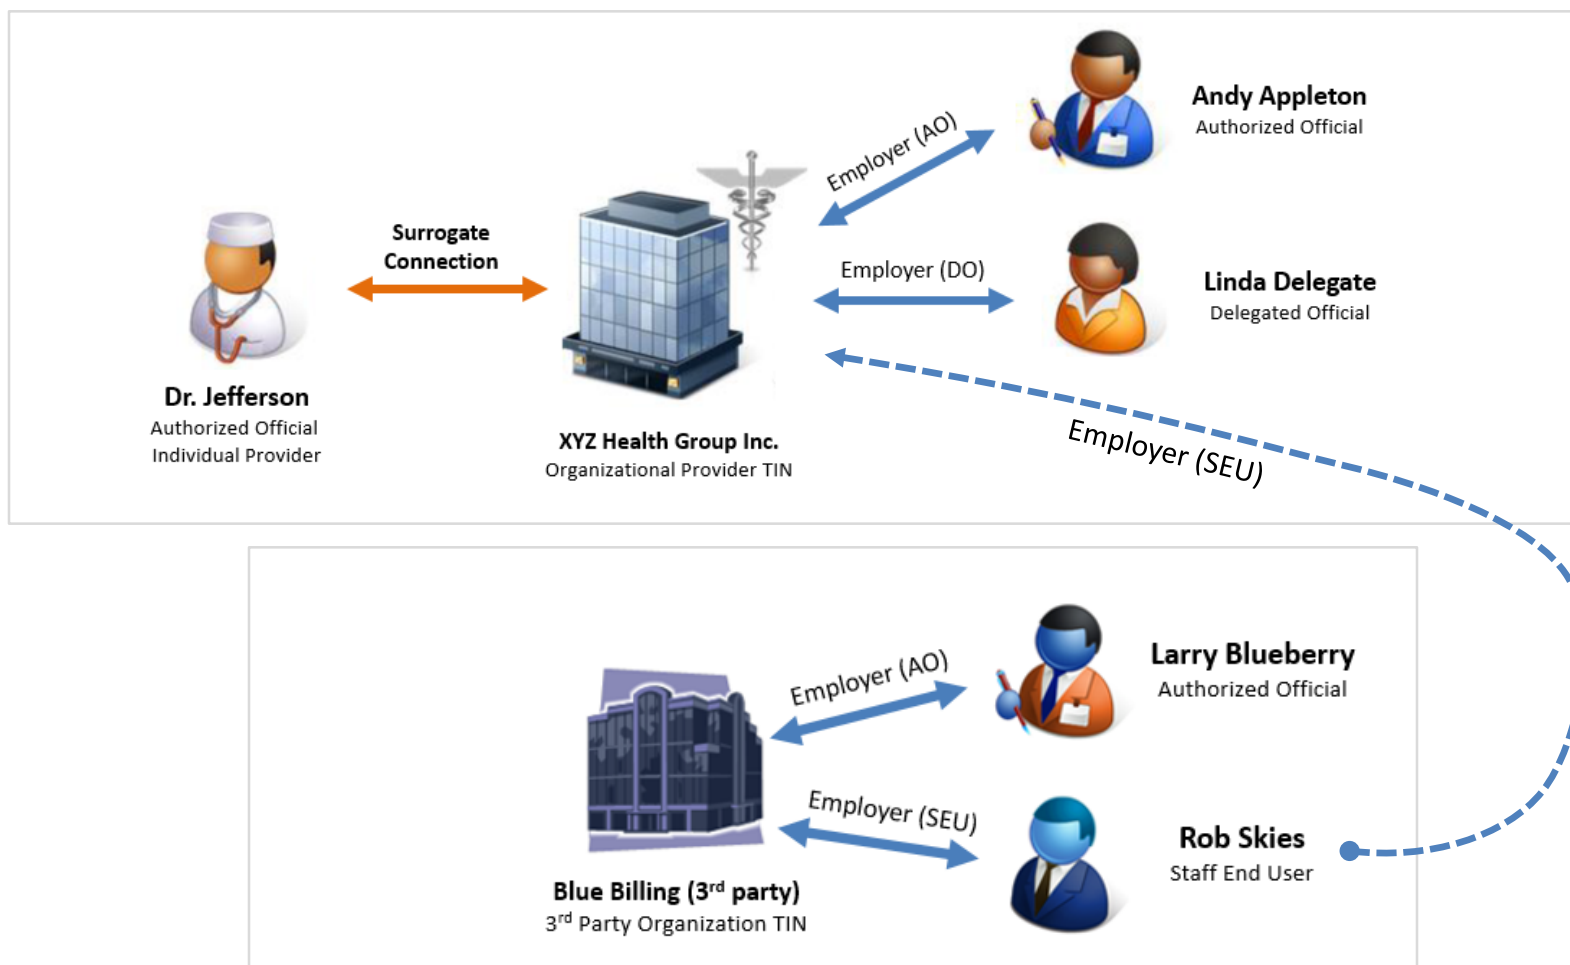 Andy Appleton
Authorized Official
Employer (AO)
Surrogate
Connection
Employer (DO)
Linda Delegate
Delegated Official
Dr. Jefferson
Authorized Official
Individual Provider
XYZ Health Group Inc.
Organizational Provider TIN
Employer (SEU)
Larry Blueberry
Authorized Official
Employer (AO)
Employer (SEU)
Rob Skies
Staff End User
Blue Billing (3rd party)
3rd Party Organization TIN